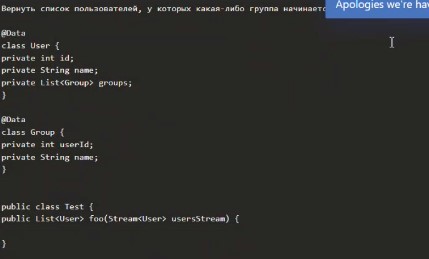 Вернуть список пользователей, у которых какая-либо группа начинаетс
Apologies we're hav
@Data
class User {
private int id;
private String name;
private List<Group> groups;
}
@Data
class Group {
private int userId;
private String name;
}
public class Test {
public List<User> foo(Stream<User> usersStream) {
}